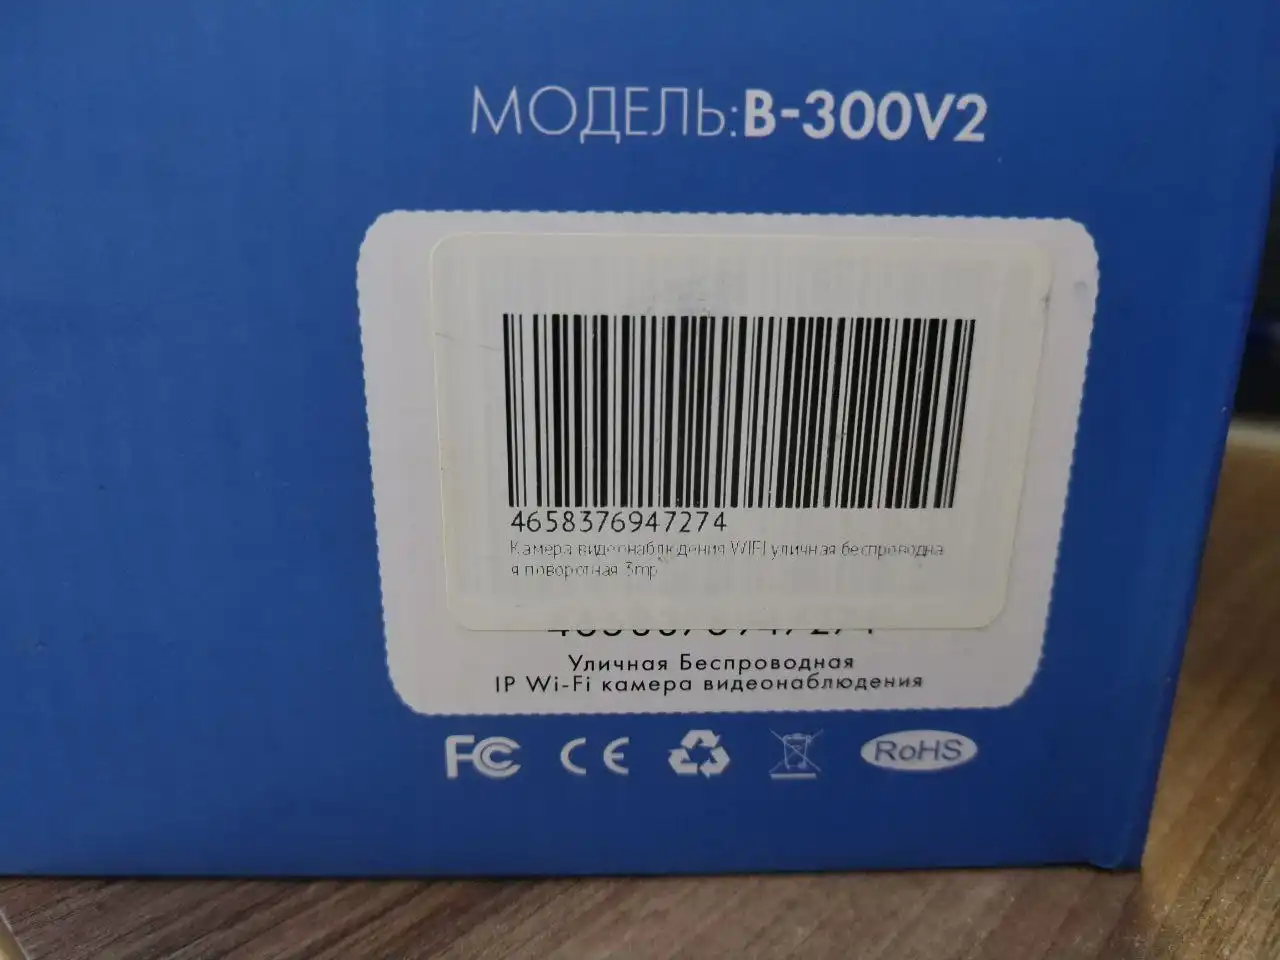 МОДЕЛЬ:B-300V2
4658376947274
Камера видеонаблюдения WIFI уличная беспроводна
я поворотная 3mp
Уличная Беспроводная
IP Wi-Fi камера видеонаблюдения
FC CE RoHS